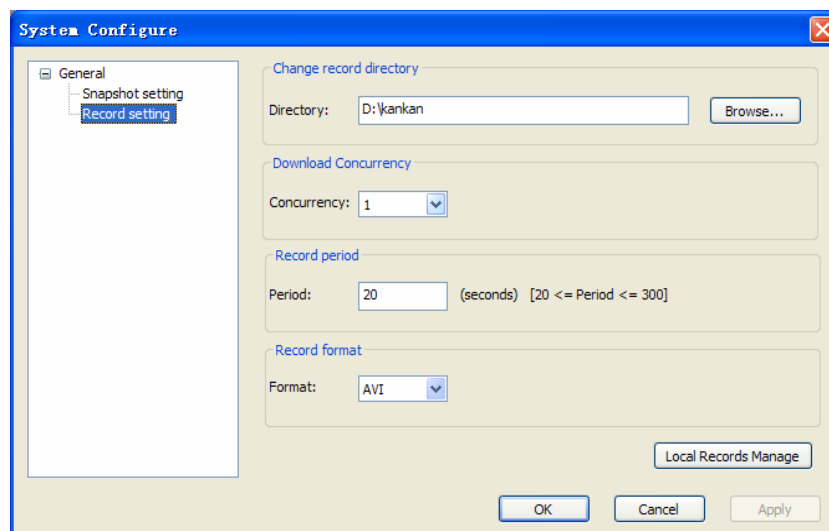 System Configure
General
Snapshot setting
Record setting
Change record directory
Directory: D:\kankan Browse...
Download Concurrency
Concurrency: 1
Record period
Period: 20 (seconds) [20 <= Period <= 300]
Record format
Format: AVI
Local Records Manage
OK Cancel Apply